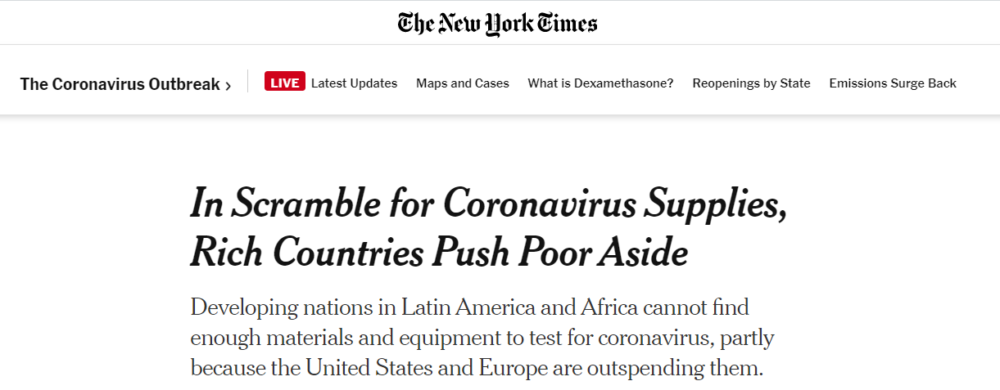 The New York Times
The Coronavirus Outbreak › LIVE Latest Updates Maps and Cases What is Dexamethasone? Reopenings by State Emissions Surge Back
In Scramble for Coronavirus Supplies,
Rich Countries Push Poor Aside
Developing nations in Latin America and Africa cannot find
enough materials and equipment to test for coronavirus, partly
because the United States and Europe are outspending them.